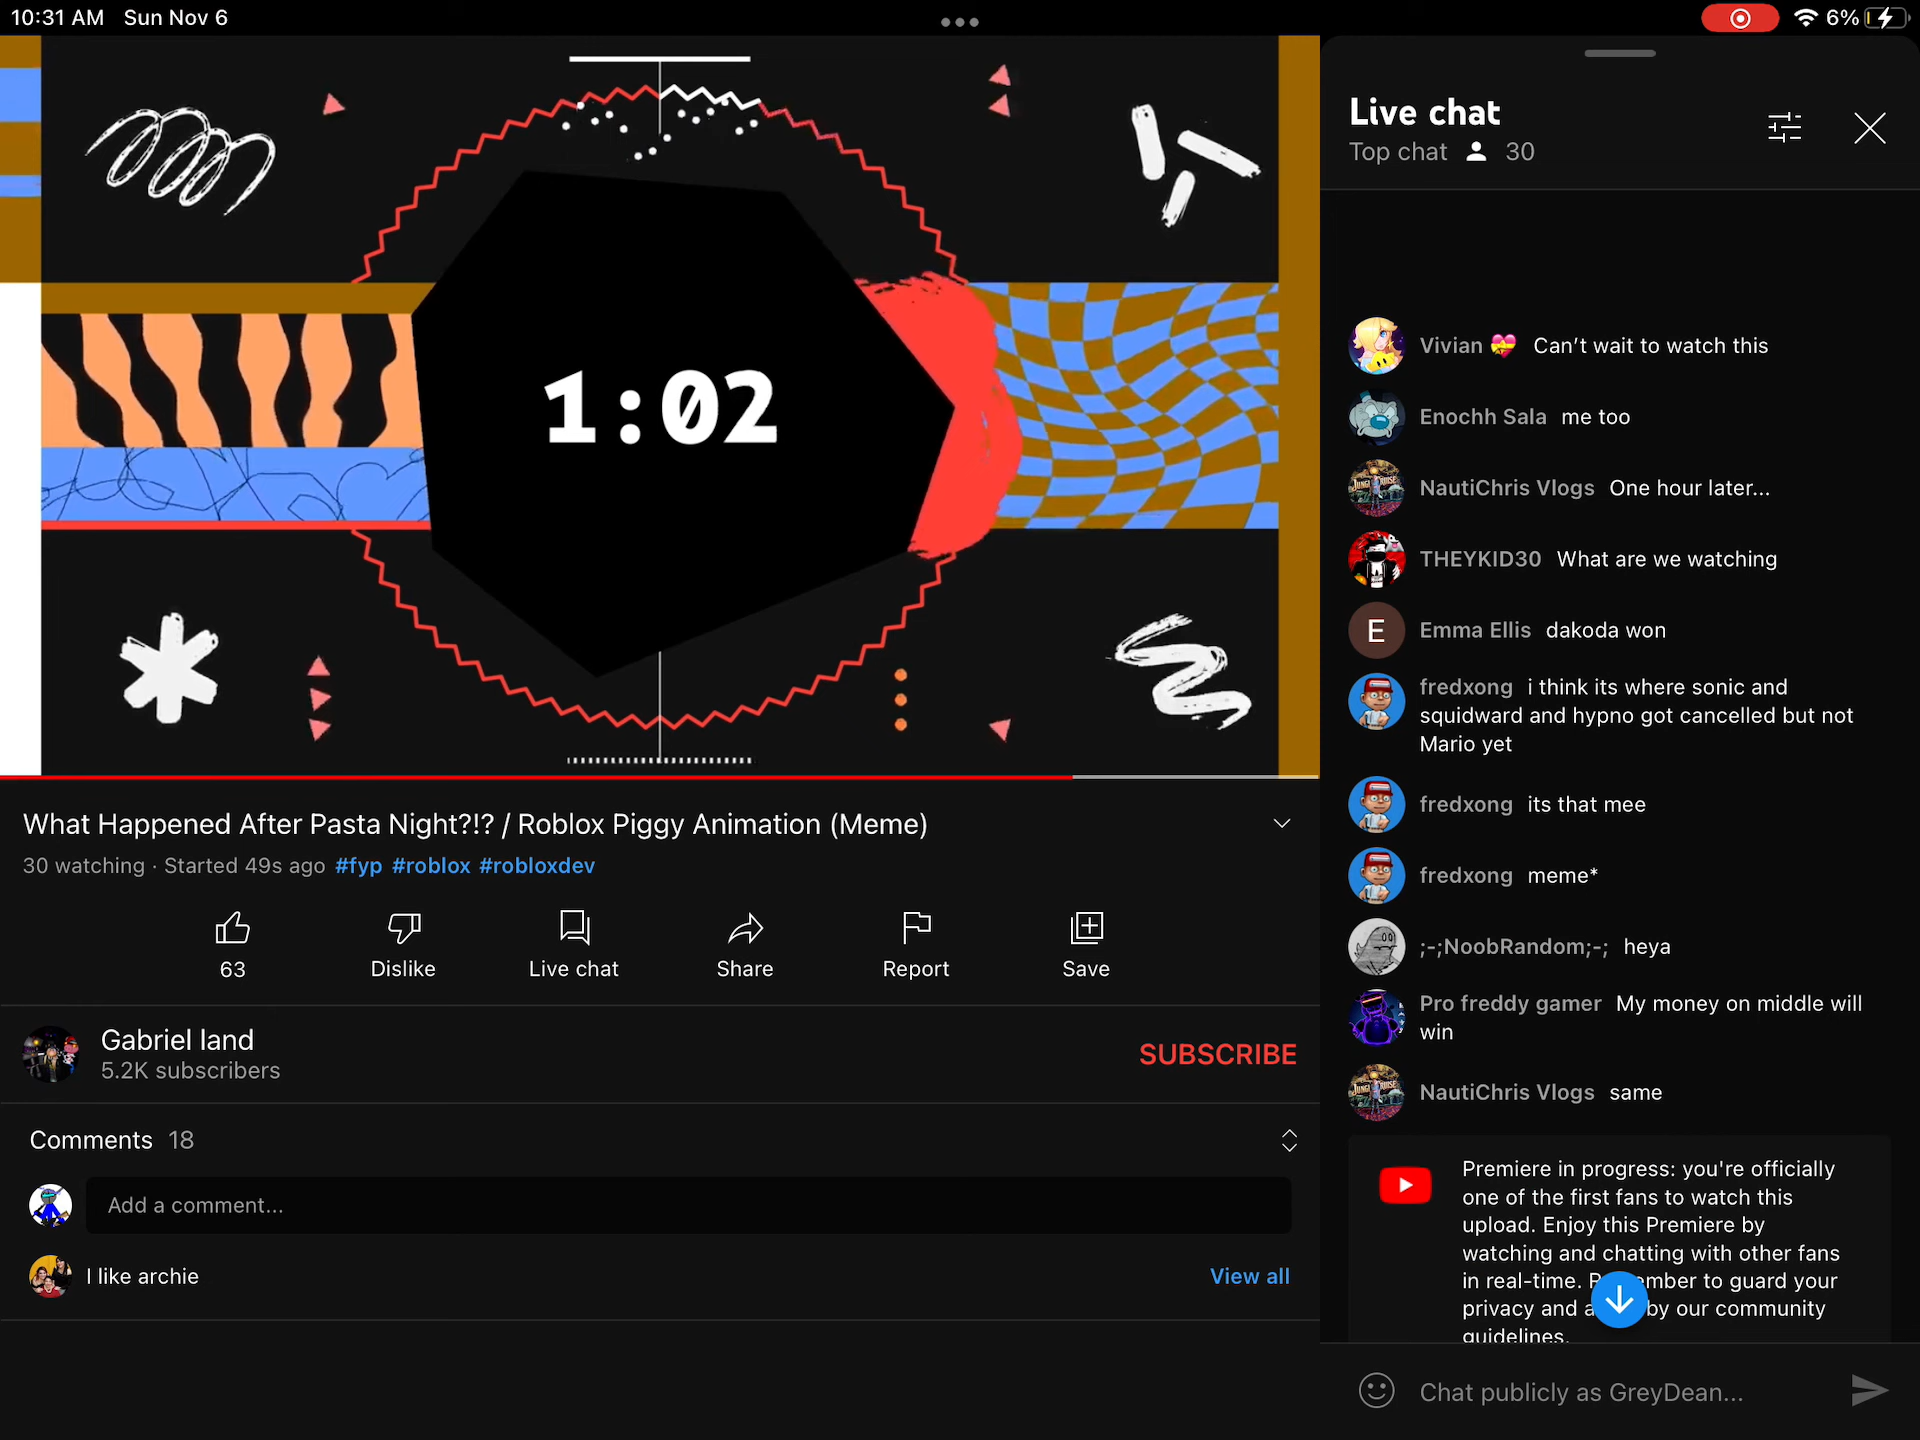 10:31 AM Sun Nov 6
6%
1:02
What Happened After Pasta Night?!? / Roblox Piggy Animation (Meme)
30 watching · Started 49s ago #fyp #roblox #robloxdev
63
Dislike
Live chat
Share
Report
Save
Gabriel land
5.2K subscribers
SUBSCRIBE
Comments 18
Add a comment...
I like archie
View all
Live chat
Top chat 30
Vivian 💝 Can't wait to watch this
Enochh Sala me too
NautiChris Vlogs One hour later...
THEYKID30 What are we watching
E
Emma Ellis dakoda won
fredxong i think its where sonic and
squidward and hypno got cancelled but not
Mario yet
fredxong its that mee
fredxong meme*
;-;NoobRandom;-; heya
Pro freddy gamer My money on middle will
win
NautiChris Vlogs same
Premiere in progress: you're officially
one of the first fans to watch this
upload. Enjoy this Premiere by
watching and chatting with other fans
in real-time. to guard your
privacy and by our community
guidelines.
Chat publicly as GreyDean...